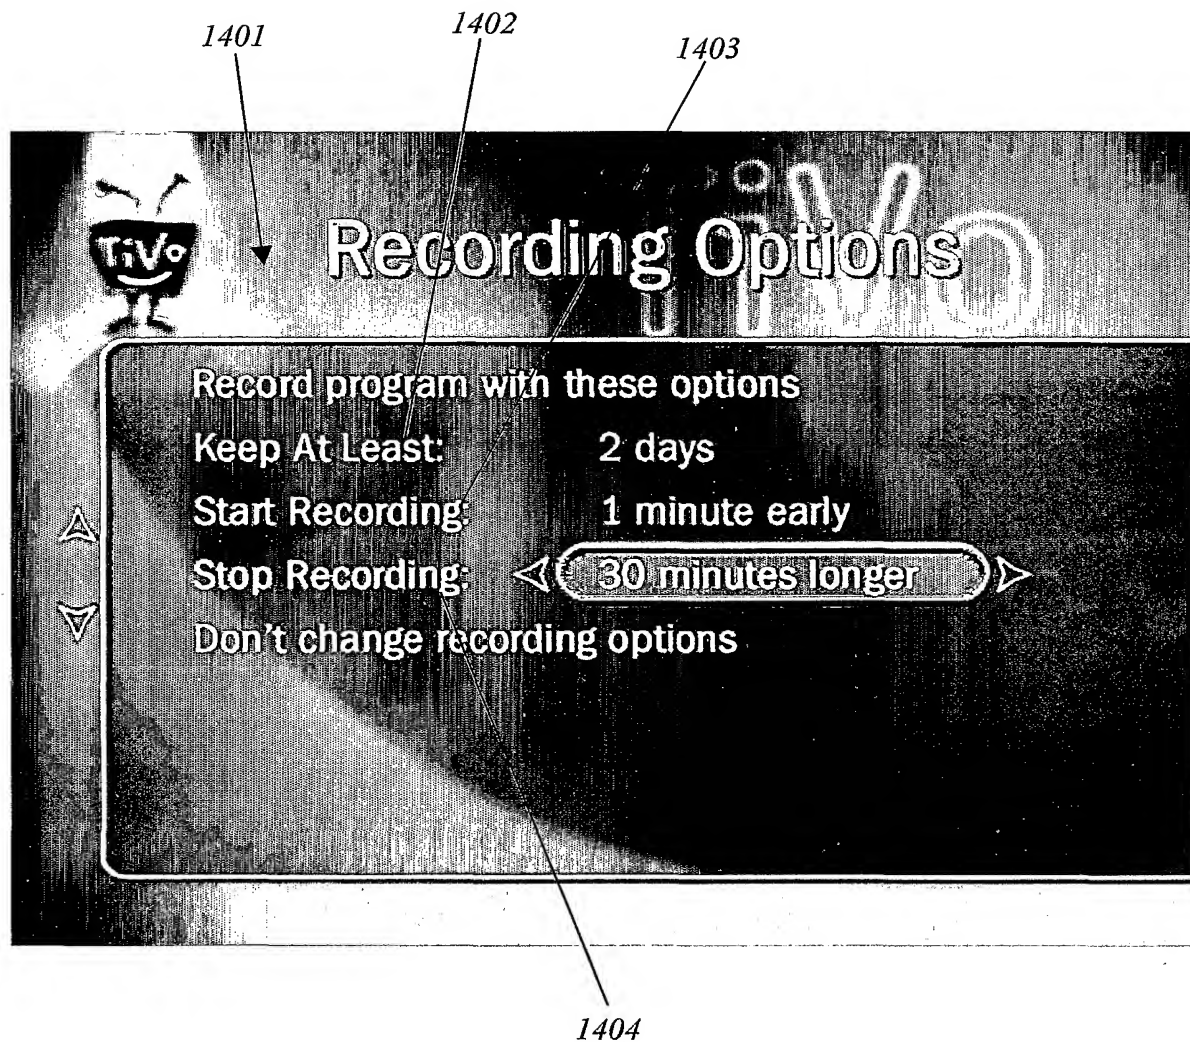 1401
1402
1403
TiVo
TiVo
Recording Options
Record program with these options
Keep At Least: 2 days
Start Recording: 1 minute early
Stop Recording: 30 minutes longer
Don't change recording options
1404